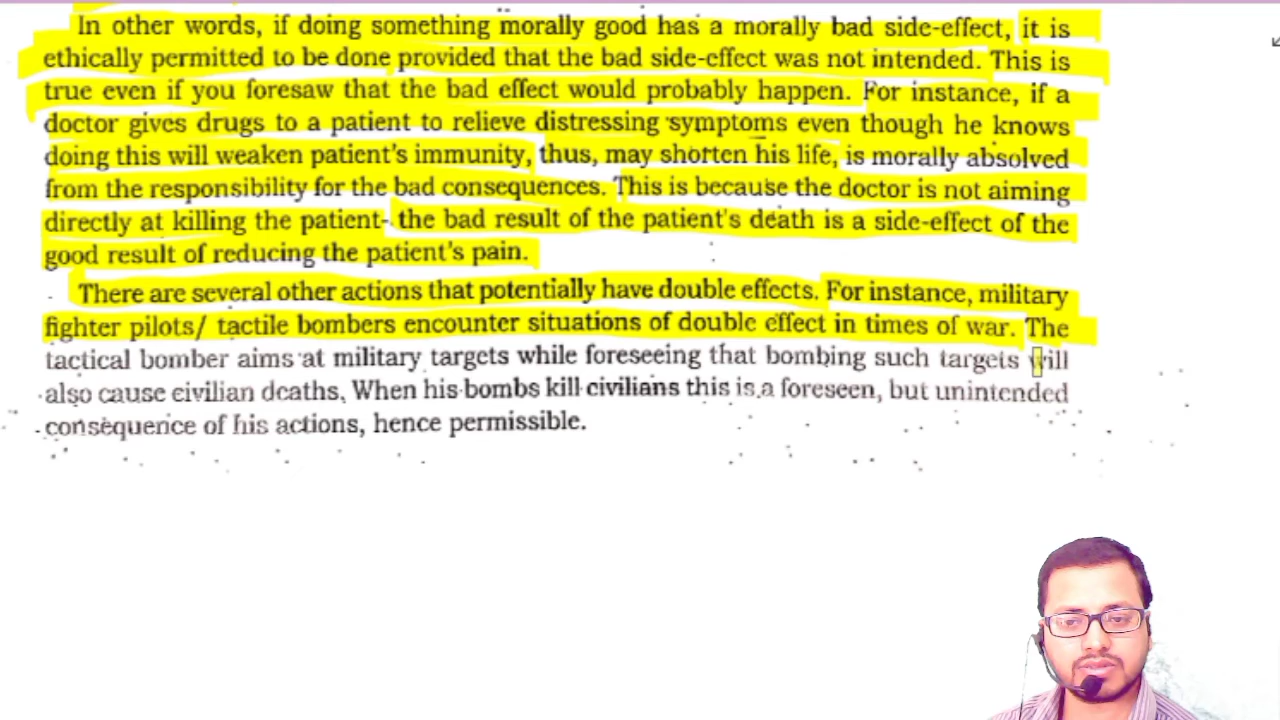 In other words, if doing something morally good has a morally bad side-effect, it is
ethically permitted to be done provided that the bad side-effect was not intended. This is
true even if you foresaw that the bad effect would probably happen. For instance, if a
doctor gives drugs to a patient to relieve distressing symptoms even though he knows
doing this will weaken patient's immunity, thus, may shorten his life, is morally absolved
from the responsibility for the bad consequences. This is because the doctor is not aiming
directly at killing the patient- the bad result of the patient's death is a side-effect of the
good result of reducing the patient's pain.
There are several other actions that potentially have double effects. For instance, military
fighter pilots/ tactile bombers encounter situations of double effect in times of war. The
tactical bomber aims at military targets while foreseeing that bombing such targets will
also cause civilian deaths. When his bombs kill civilians this is a foreseen, but unintended
consequence of his actions, hence permissible.